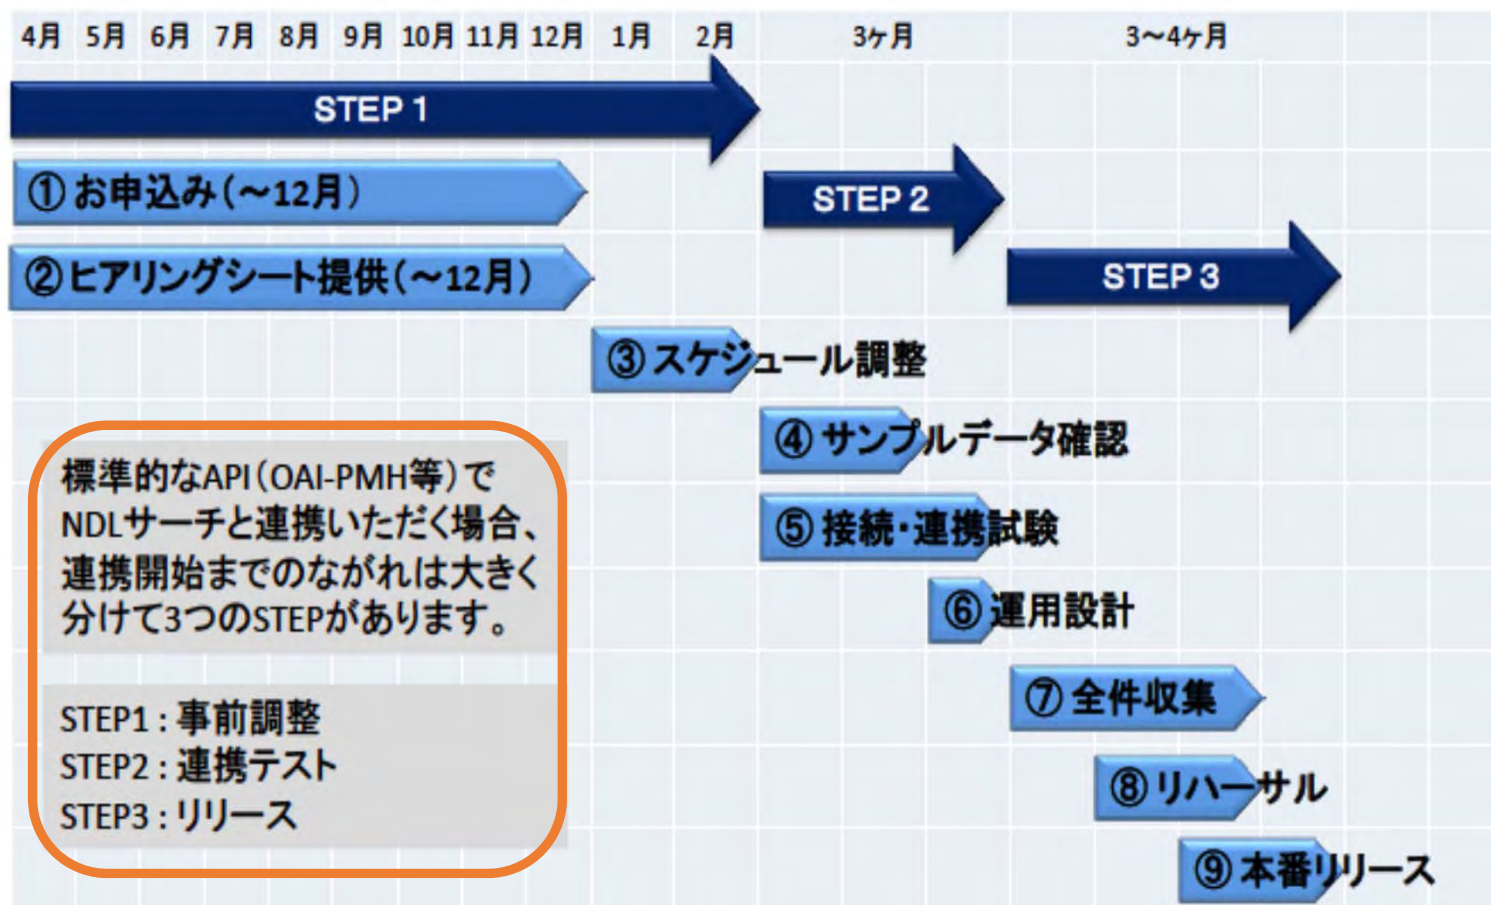 4月 5月 6月 7月 8月 9月 10月 11月 12月 1月 2月 3ケ月 3～4ケ月
STEP 1
①お申込み(～12月)
STEP 2
②ヒアリングシート提供(～12月)
STEP 3
③スケジュール調整
④サンプルデータ確認
⑤接続・連携試験
⑥運用設計
⑦全件収集
⑧リハーサル
⑨本番リリース
標準的なAPI(OAI-PMH等)で
NDLサーチと連携いただく場合、
連携開始までのながれは大きく
分けて3つのSTEPがあります。
STEP1 : 事前調整
STEP2 : 連携テスト
STEP3 : リリース